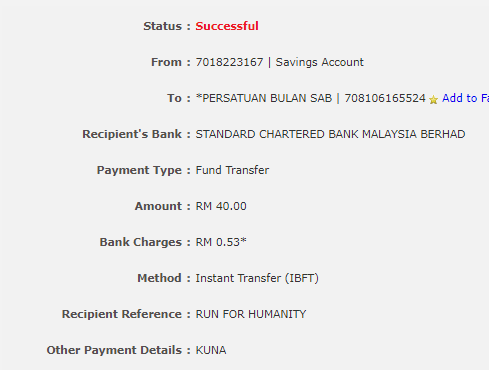 Status : Successful
From : 7018223167 | Savings Account
To : *PERSATUAN BULAN SAB | 708106165524 Add to Fa
Recipient's Bank : STANDARD CHARTERED BANK MALAYSIA BERHAD
Payment Type : Fund Transfer
Amount : RM 40.00
Bank Charges : RM 0.53*
Method : Instant Transfer (IBFT)
Recipient Reference : RUN FOR HUMANITY
Other Payment Details : KUNA